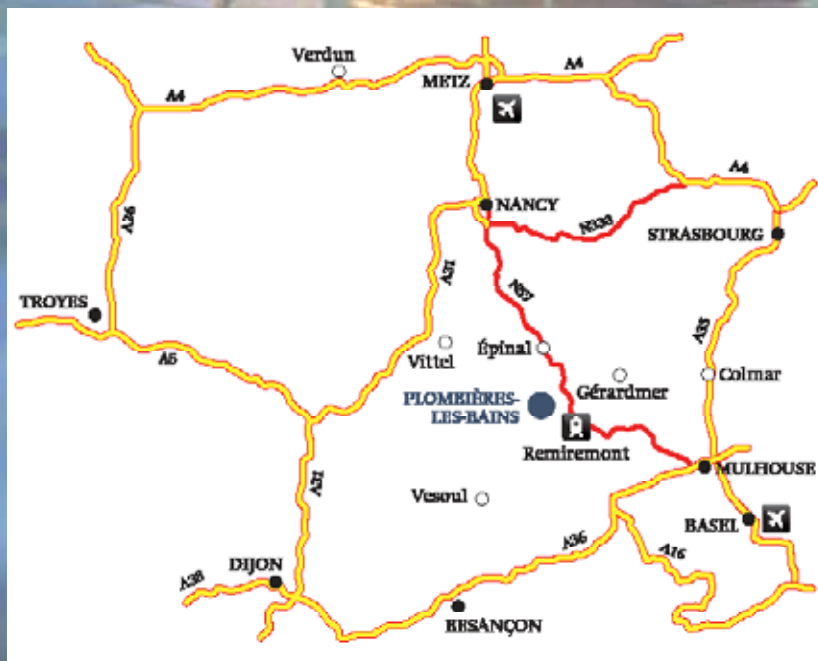 Verdun
METZ
A4
A4
A4
A26
NANCY
N333
STRASBOURG
A31
N57
TROYES
A5
A35
Vittel
Épinal
Gérardmer
Colmar
PLOMBIÈRES-
LES-BAINS
Remiremont
MULHOUSE
A31
Vesoul
BASEL
A36
A16
DIJON
A38
BESANÇON